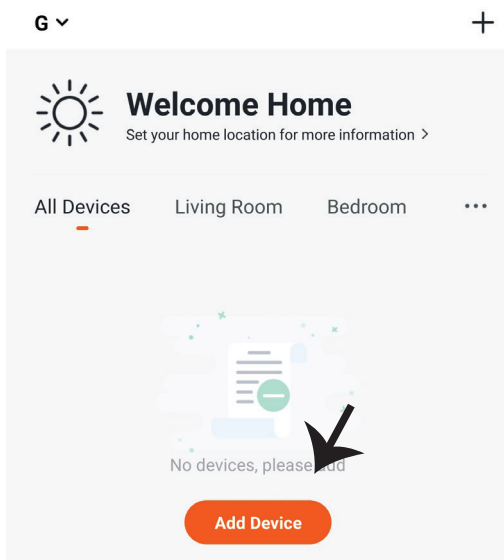 G
Welcome Home
Set your home location for more information >
All Devices Living Room Bedroom ...
No devices, please add
Add Device